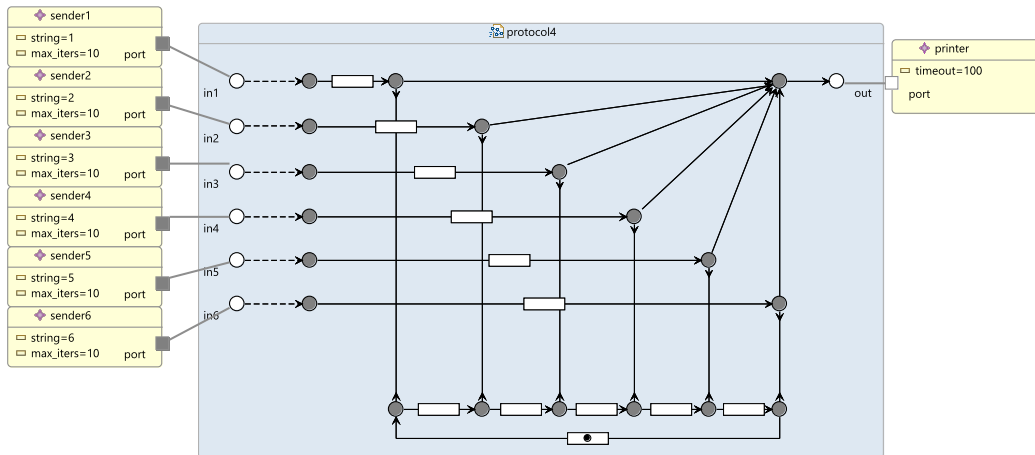 sender1
string=1
max_iters=10 port
sender2
string=2
max_iters=10 port
sender3
string=3
max_iters=10 port
sender4
string=4
max_iters=10 port
sender5
string=5
max_iters=10 port
sender6
string=6
max_iters=10 port
protocol4
in1
in2
in3
in4
in5
in6
out
printer
timeout=100
port